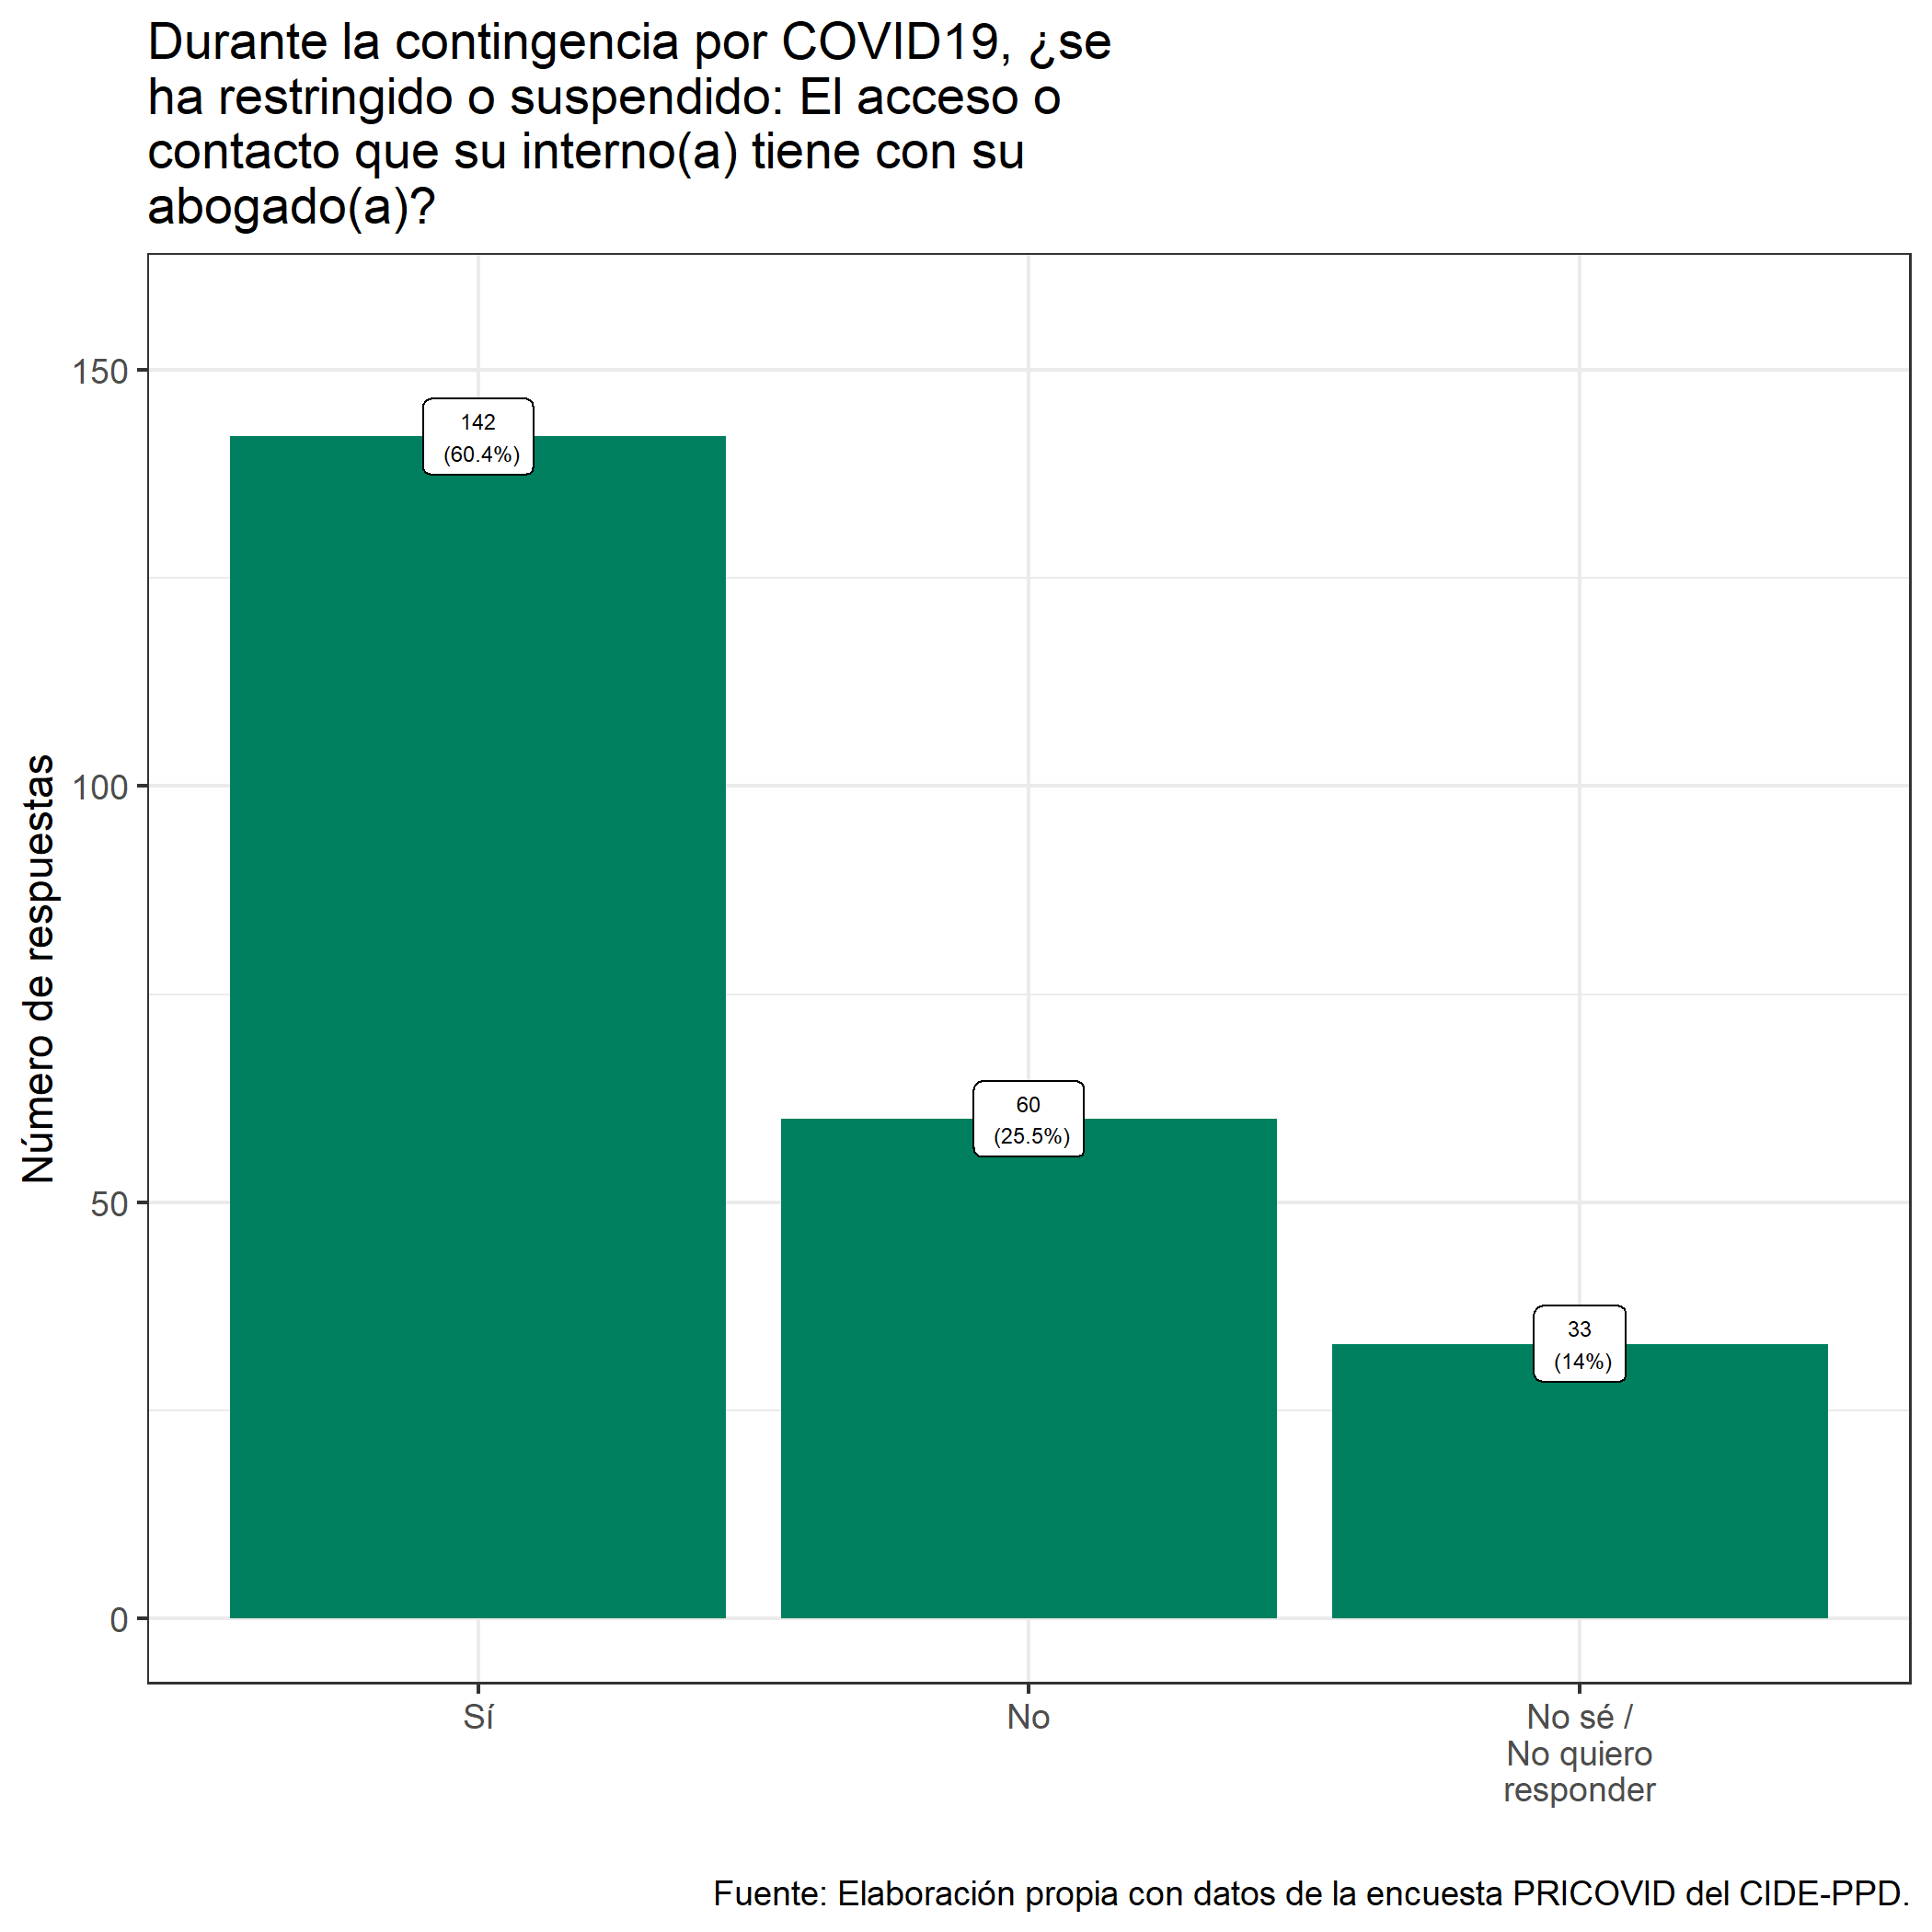 Durante la contingencia por COVID19, ¿se
ha restringido o suspendido: El acceso o
contacto que su interno(a) tiene con su
abogado(a)?
Número de respuestas
150
100
50
0
142
(60.4%)
60
(25.5%)
33
(14%)
Sí
No
No sé /
No quiero
responder
Fuente: Elaboración propia con datos de la encuesta PRICOVID del CIDE-PPD.